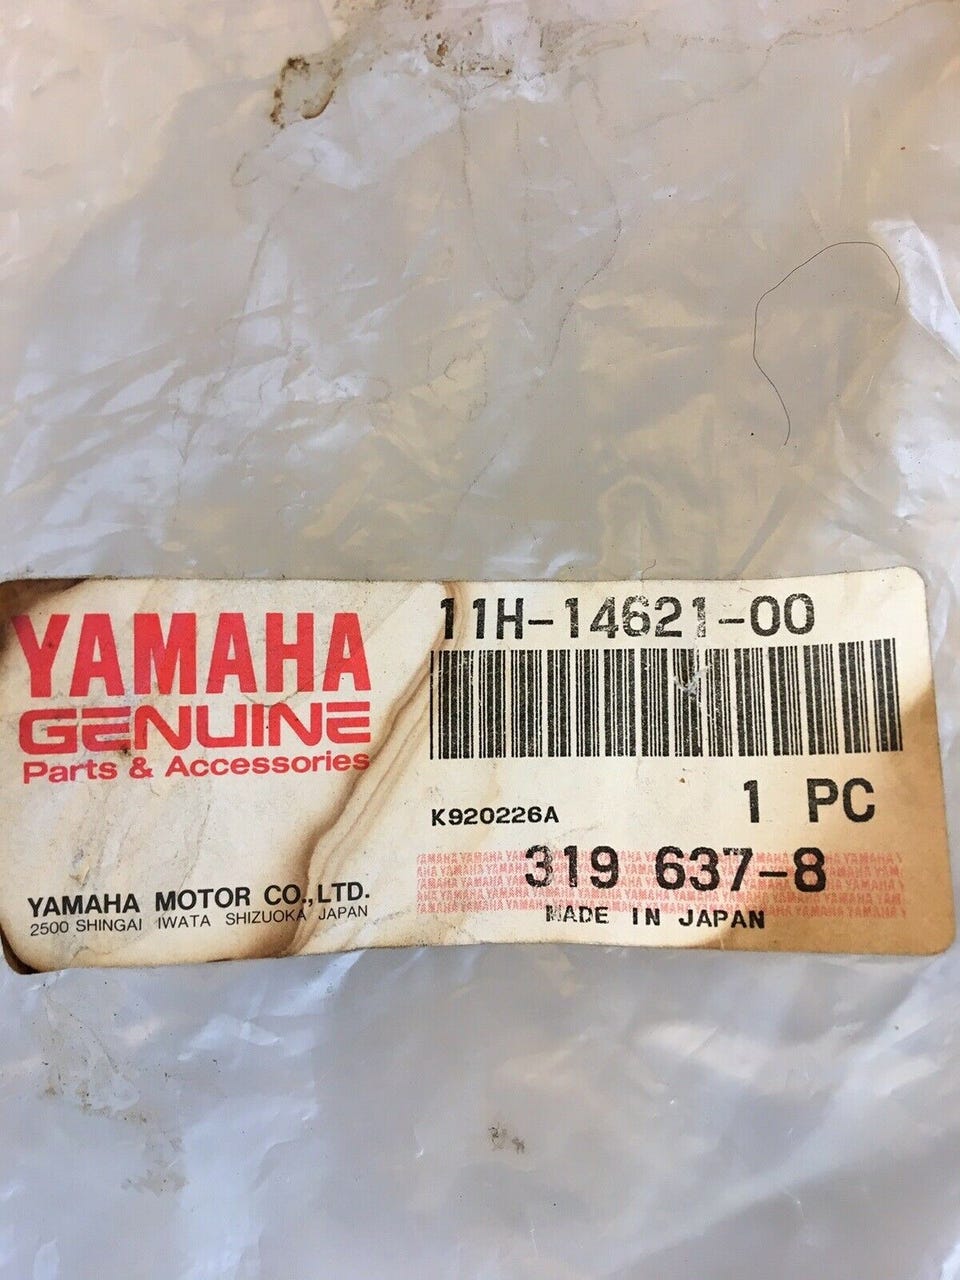 YAMAHA
GENUINE
Parts & Accessories
YAMAHA MOTOR CO.,LTD.
2500 SHINGAI IWATA SHIZUOKA JAPAN
11H-14621-00
K920226A
1 PC
319 637-8
MADE IN JAPAN